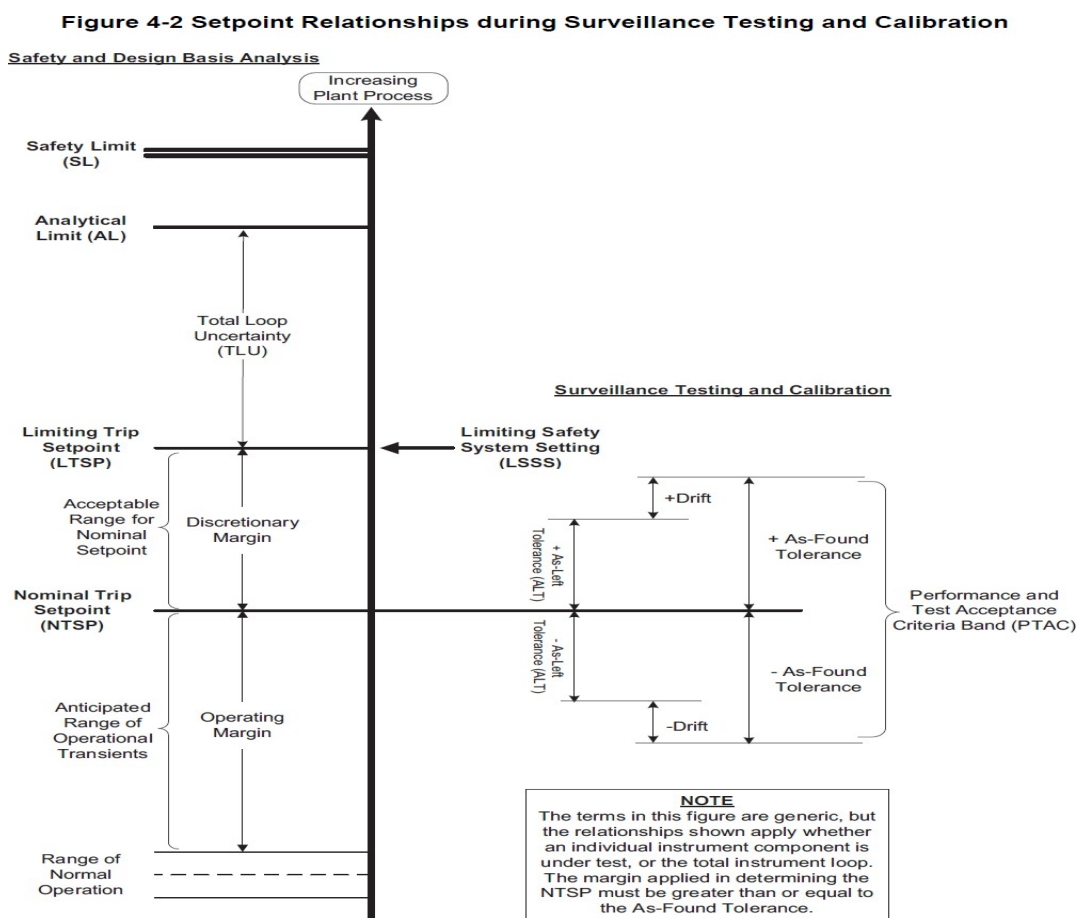 Figure 4-2 Setpoint Relationships during Surveillance Testing and Calibration
Safety and Design Basis Analysis
Increasing
Plant Process
Safety Limit
(SL)
Analytical
Limit (AL)
Total Loop
Uncertainty
(TLU)
Surveillance Testing and Calibration
Limiting Trip
Setpoint
(LTSP)
Limiting Safety
System Setting
(LSSS)
Acceptable
Range for
Nominal
Setpoint
Discretionary
Margin
+Drift
+ As-Left
Tolerance (ALT)
+ As-Found
Tolerance
Nominal Trip
Setpoint
(NTSP)
Performance and
Test Acceptance
Criteria Band (PTAC)
- As-Left
Tolerance (ALT)
- As-Found
Tolerance
Anticipated
Range of
Operational
Transients
Operating
Margin
-Drift
Range of
Normal
Operation
NOTE
The terms in this figure are generic, but
the relationships shown apply whether
an individual instrument component is
under test, or the total instrument loop.
The margin applied in determining the
NTSP must be greater than or equal to
the As-Found Tolerance.